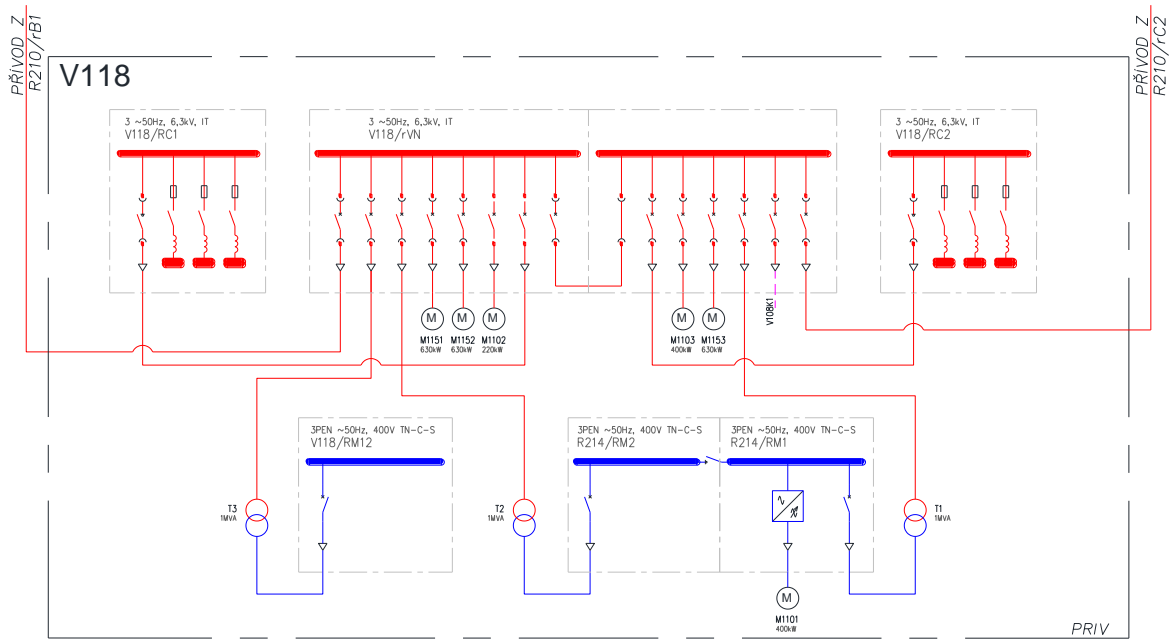 PŘÍVOD Z
R210/rB1
PŘÍVOD Z
R210/rC2
V118
3 ~50Hz, 6,3kV, IT
V118/RC1
3 ~50Hz, 6,3kV, IT
V118/rVN
3 ~50Hz, 6,3kV, IT
V118/RC2
M
M1151
630kW
M
M1152
630kW
M
M1102
220kW
M
M1103
400kW
M
M1153
630kW
V108K1
3PEN ~50Hz, 400V TN-C-S
V118/RM12
3PEN ~50Hz, 400V TN-C-S
R214/RM2
3PEN ~50Hz, 400V TN-C-S
R214/RM1
T3
1MVA
T2
1MVA
T1
1MVA
M
M1101
400kW
PRIV